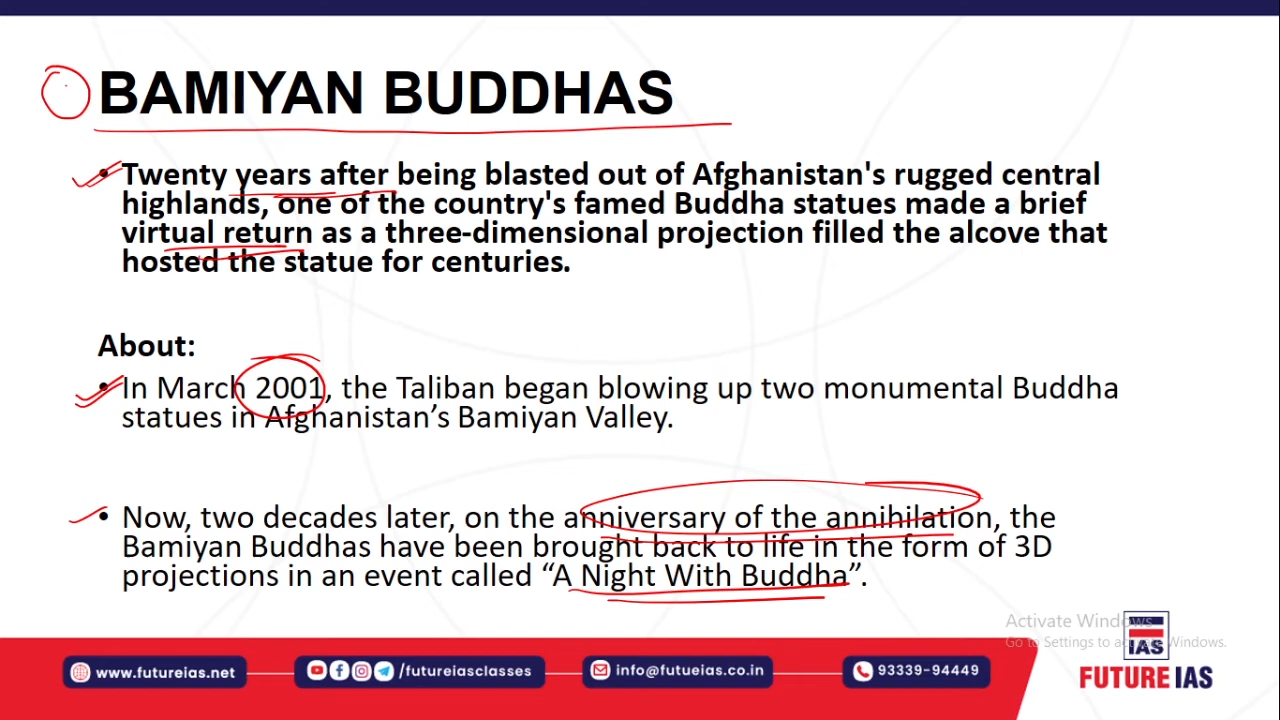 BAMIYAN BUDDHAS
• Twenty years after being blasted out of Afghanistan's rugged central
highlands, one of the country's famed Buddha statues made a brief
virtual return as a three-dimensional projection filled the alcove that
hosted the statue for centuries.
About:
• In March 2001, the Taliban began blowing up two monumental Buddha
statues in Afghanistan’s Bamiyan Valley.
• Now, two decades later, on the anniversary of the annihilation, the
Bamiyan Buddhas have been brought back to life in the form of 3D
projections in an event called “A Night With Buddha”.
Activate Windows
Go to Settings to activate Windows.
IAS
FUTURE IAS
www.futureias.net
/futureiasclasses
info@futueias.co.in
93339-94449